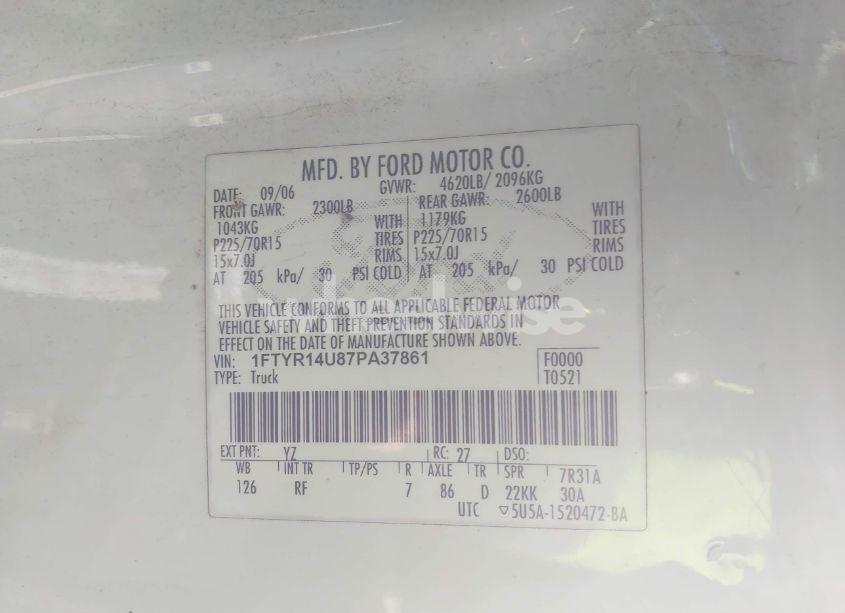 MFD. BY FORD MOTOR CO.
DATE: 09/06 GVWR: 4620LB/ 2096KG
FRONT GAWR: 2300LB REAR GAWR: 2600LB
1043KG WITH 1179KG WITH
P225/70R15 TIRES P225/70R15 TIRES
15x7.0J RIMS 15x7.0J RIMS
AT 205 kPa/ 30 PSI COLD AT 205 kPa/ 30 PSI COLD
THIS VEHICLE CONFORMS TO ALL APPLICABLE FEDERAL MOTOR
VEHICLE SAFETY AND THEFT PREVENTION STANDARDS IN
EFFECT ON THE DATE OF MANUFACTURE SHOWN ABOVE.
VIN: 1FTYR14U87PA37861 F0000
TYPE: Truck T0521
EXT PNT: YZ RC: 27 DSO:
WB INT TR TP/PS R AXLE TR SPR 7R31A
126 RF 7 86 D 22KK 30A
UTC ▽5U5A-1520472-BA